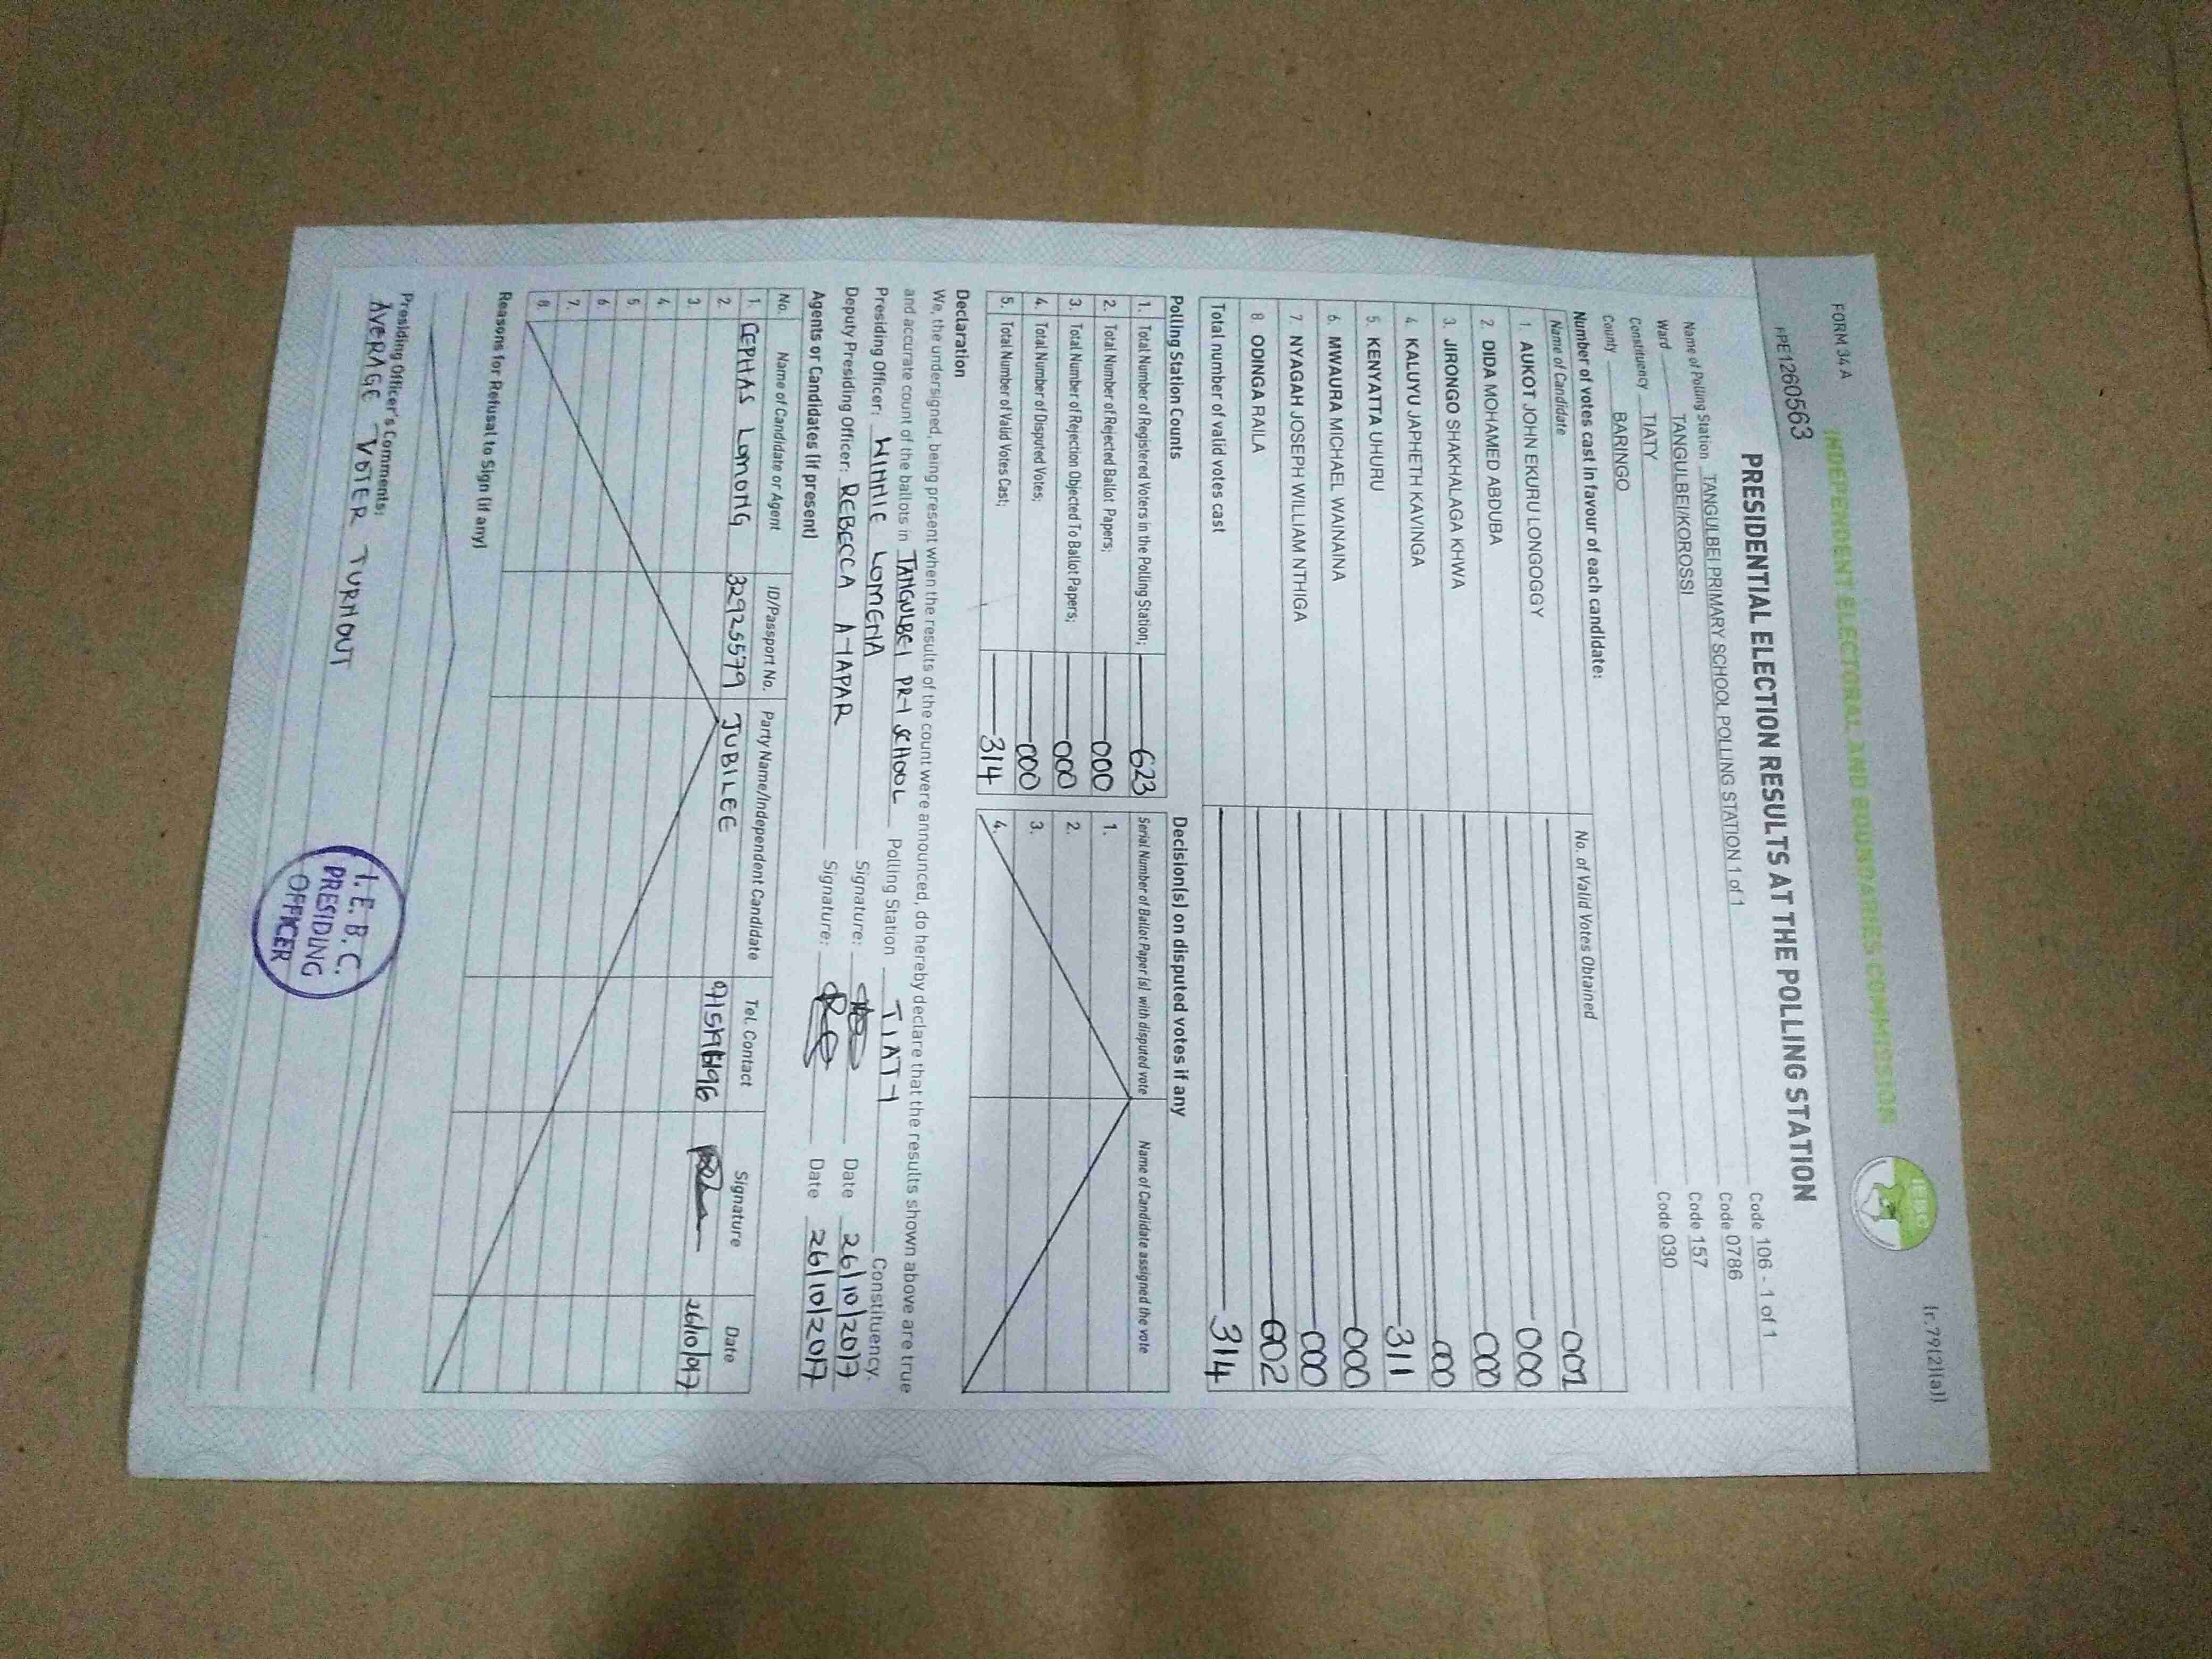 FORM 34 A
(r.79(2)(a))
INDEPENDENT ELECTORAL AND BOUNDARIES COMMISSION
IEBC
PE1260563
PRESIDENTIAL ELECTION RESULTS AT THE POLLING STATION
Name of Polling Station TANGULBEI PRIMARY SCHOOL POLLING STATION 1 of 1 Code 106 - 1 of 1
Ward TANGULBEI/KOROSSI Code 0786
Constituency TIATY Code 157
County BARINGO Code 030
Number of votes cast in favour of each candidate:
Name of Candidate No. of Valid Votes Obtained
1. AUKOT JOHN EKURU LONGOGGY 001
2. DIDA MOHAMED ABDUBA 000
3. JIRONGO SHAKHALAGA KHWA 000
4. KALUYU JAPHETH KAVINGA 000
5. KENYATTA UHURU 311
6. MWAURA MICHAEL WAINAINA 000
7. NYAGAH JOSEPH WILLIAM NTHIGA 000
8. ODINGA RAILA 002
Total number of valid votes cast 314
Polling Station Counts
1. Total Number of Registered Voters in the Polling Station; 623
2. Total Number of Rejected Ballot Papers; 000
3. Total Number of Rejection Objected To Ballot Papers; 000
4. Total Number of Disputed Votes; 000
5. Total Number of Valid Votes Cast; 314
Decision(s) on disputed votes if any
Serial Number of Ballot Paper(s) with disputed vote Name of Candidate assigned the vote
1.
2.
3.
4.
Declaration
We, the undersigned, being present when the results of the count were announced, do hereby declare that the results shown above are true
and accurate count of the ballots in TANGULBEI PRI SCHOOL Polling Station TIATY Constituency.
Presiding Officer: WINNIE LOMENA Signature: Date 26/10/2017
Deputy Presiding Officer: REBECCA Signature: Date 26/10/2017
Agents or Candidates (if present)
No. Name of Candidate or Agent ID/Passport No. Party Name/Independent Candidate Tel. Contact Signature Date
1. CEPHAS LOMONG 32925579 JUBILEE 26/10/017
2.
3.
4.
5.
6.
7.
8.
Reasons for Refusal to Sign (if any)
Presiding Officer's Comments:
AVERAGE VOTER TURNOUT
I. E. B. C.
PRESIDING
OFFICER